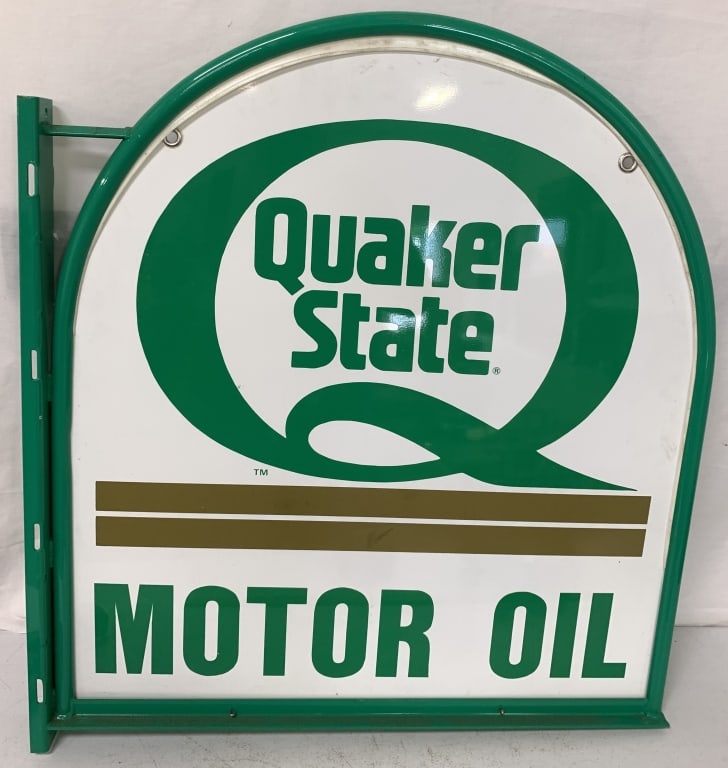 Quaker
State®
TM
MOTOR OIL